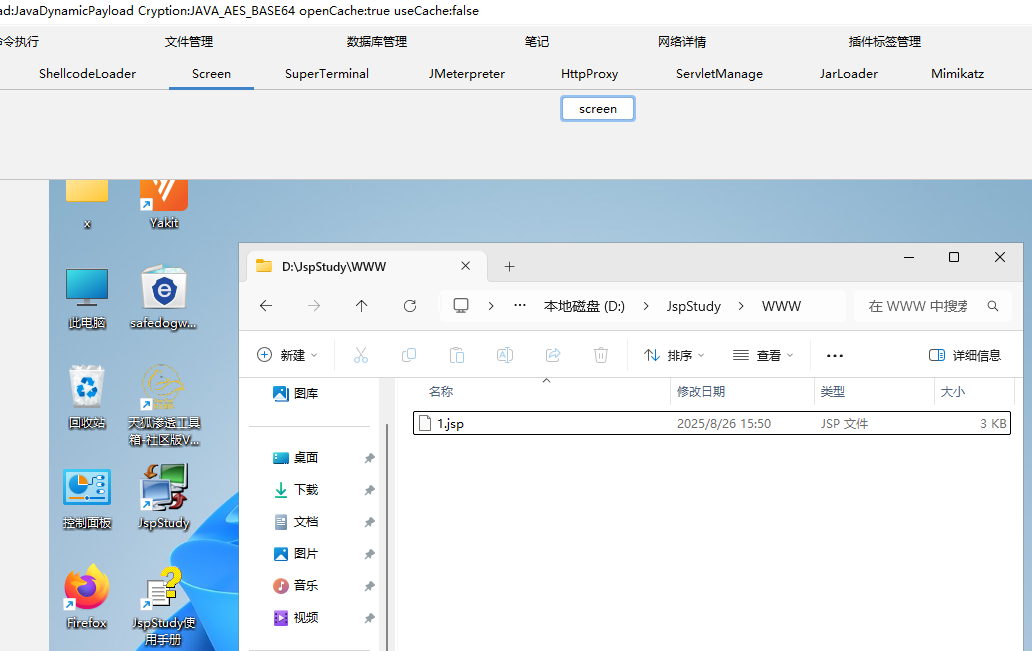 ad:JavaDynamicPayload Cryption:JAVA_AES_BASE64 openCache:true useCache:false
命令执行 文件管理 数据库管理 笔记 网络详情 插件标签管理
ShellcodeLoader Screen SuperTerminal JMeterpreter HttpProxy ServletManage JarLoader Mimikatz
screen
x
Yakit
此电脑
safedogw...
回收站
天狐渗透工具
箱-社区版V...
控制面板
JspStudy
Firefox
JspStudy使
用手册
D:\JspStudy\WWW
本地磁盘 (D:) JspStudy WWW
在 WWW 中搜索
新建 排序 查看 详细信息
名称 修改日期 类型 大小
1.jsp 2025/8/26 15:50 JSP 文件 3 KB
图库
桌面
下载
文档
图片
音乐
视频